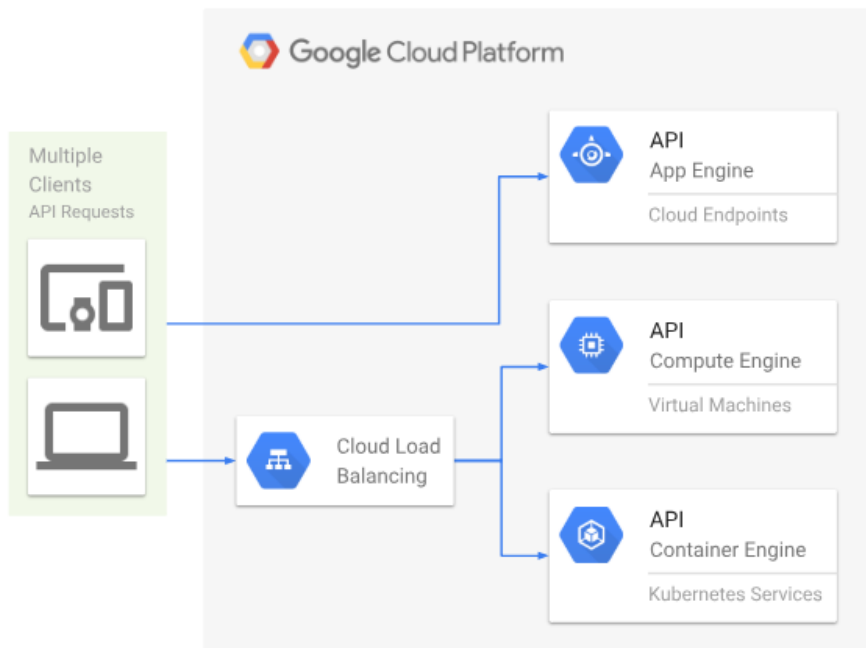 Google Cloud Platform
Multiple
Clients
API Requests
API
App Engine
Cloud Endpoints
API
Compute Engine
Virtual Machines
Cloud Load
Balancing
API
Container Engine
Kubernetes Services